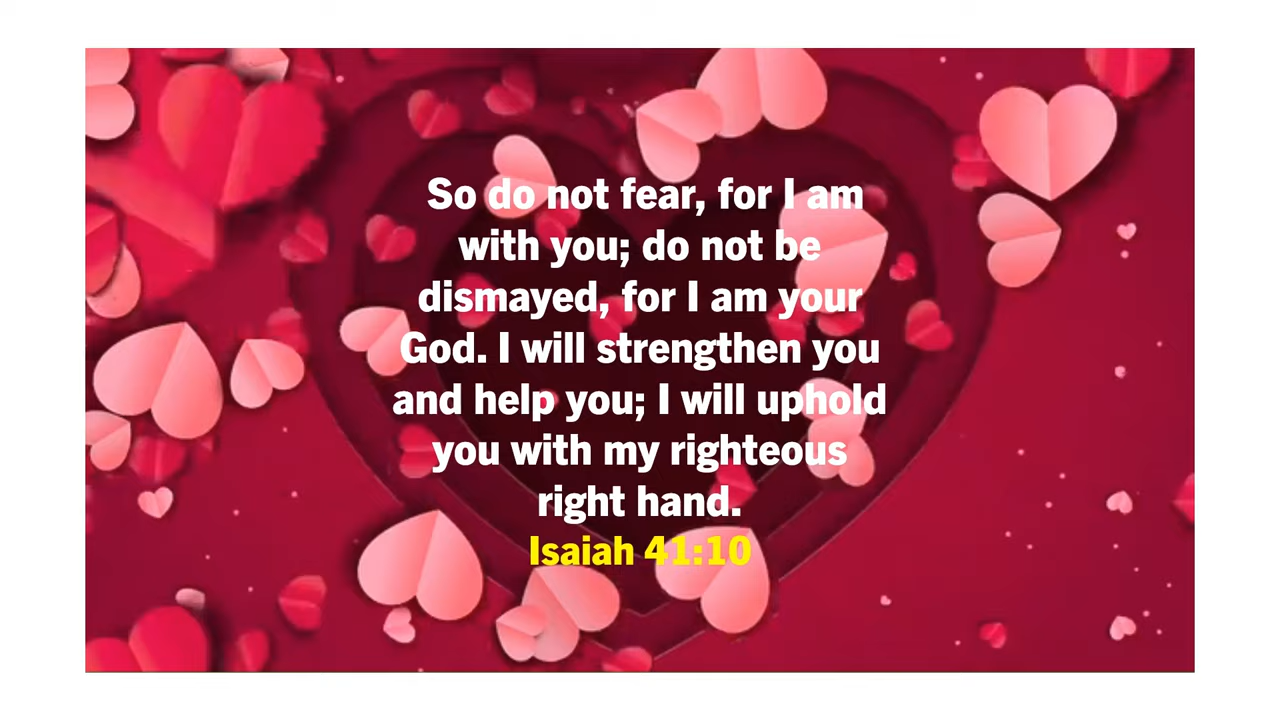 So do not fear, for I am
with you; do not be
dismayed, for I am your
God. I will strengthen you
and help you; I will uphold
you with my righteous
right hand.
Isaiah 41:10